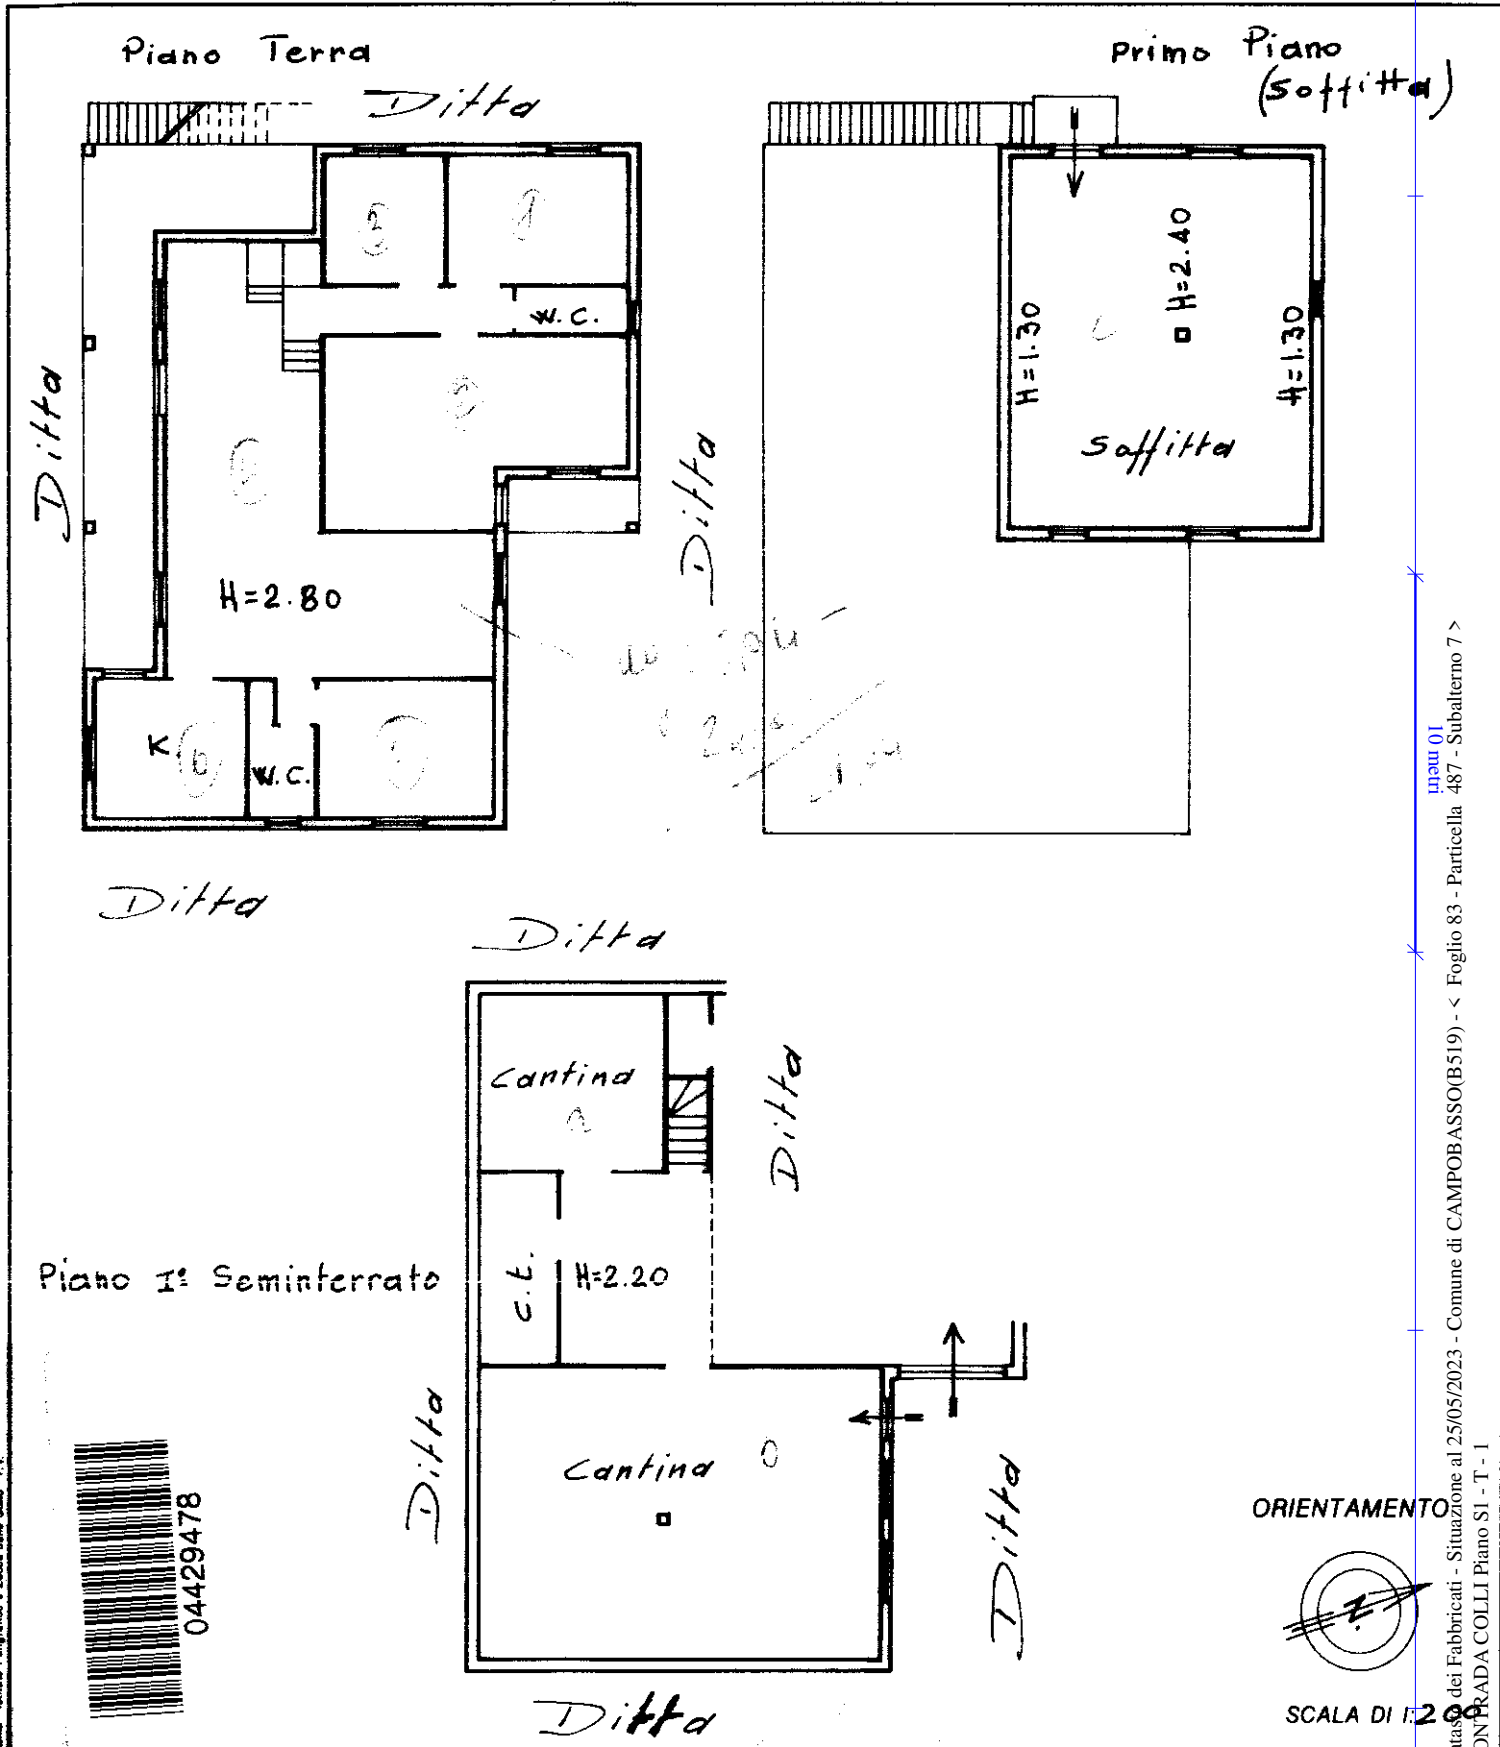 Piano Terra
Primo Piano
(Soffitta)
Ditta
2
1
W.C.
Ditta
H=2.80
K
6
W.C.
Ditta
Ditta
H=1.30
H=2.40
H=1.30
Soffitta
Ditta
Cantina
Ditta
Piano I° Seminterrato
C.t.
H=2.20
Ditta
Cantina
Ditta
Ditta
04429478
ORIENTAMENTO
N
SCALA DI 1:200
10 metri
Foglio 83 - Particella 487 - Subalterno 7 >
dei Fabbricati - Situazione al 25/05/2023 - Comune di CAMPOBASSO(B519) - <
COLLI Piano S1 - T - 1